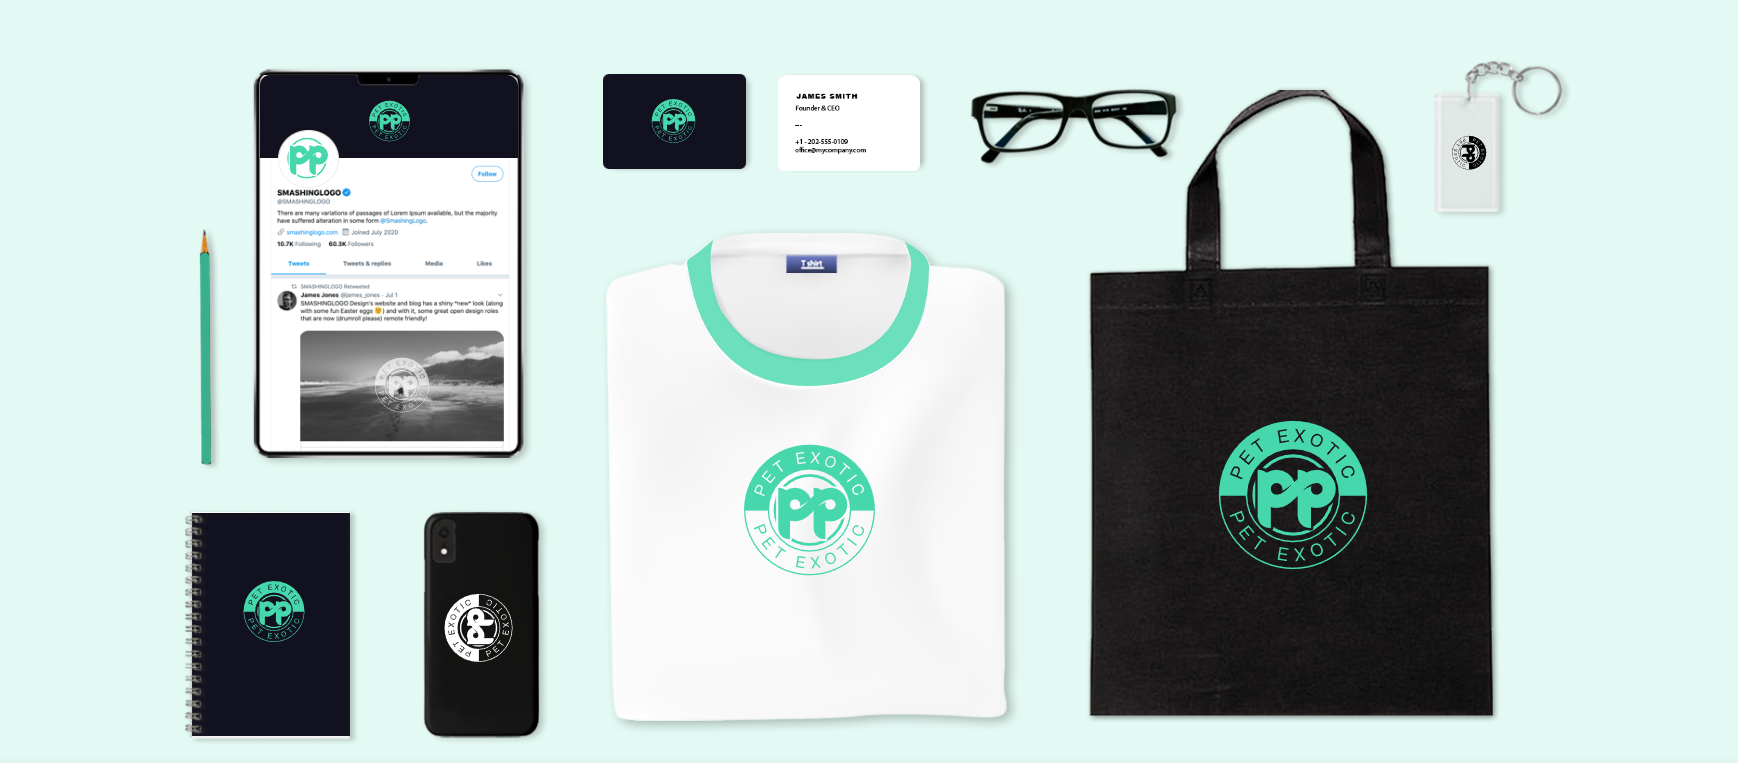 PET EXOTIC
PP
PET EXOTIC
PP
SMASHINGLOGO
@SMASHINGLOGO
Follow
There are many variations of passages of Lorem Ipsum available, but the majority
have suffered alteration in some form @SmashingLogo.
smashinglogo.com Joined July 2020
10.7K Following 60.3K Followers
Tweets Tweets & replies Media Likes
SMASHINGLOGO Retweeted
James Jones @james_jones · Jul 1
SMASHINGLOGO Design's website and blog has a shiny *new* look (along
with some fun Easter eggs 😉) and with it, some great open design roles
that are now (drumroll please) remote friendly!
PET EXOTIC
PP
PET EXOTIC
PET EXOTIC
PP
PET EXOTIC
JAMES SMITH
Founder & CEO
---
+1 - 202-555-0109
office@mycompany.com
PET EXOTIC
PP
PET EXOTIC
T shirt
PET EXOTIC
PP
PET EXOTIC
PET EXOTIC
PP
PET EXOTIC
PET EXOTIC
PP
PET EXOTIC
PET EXOTIC
PP
PET EXOTIC